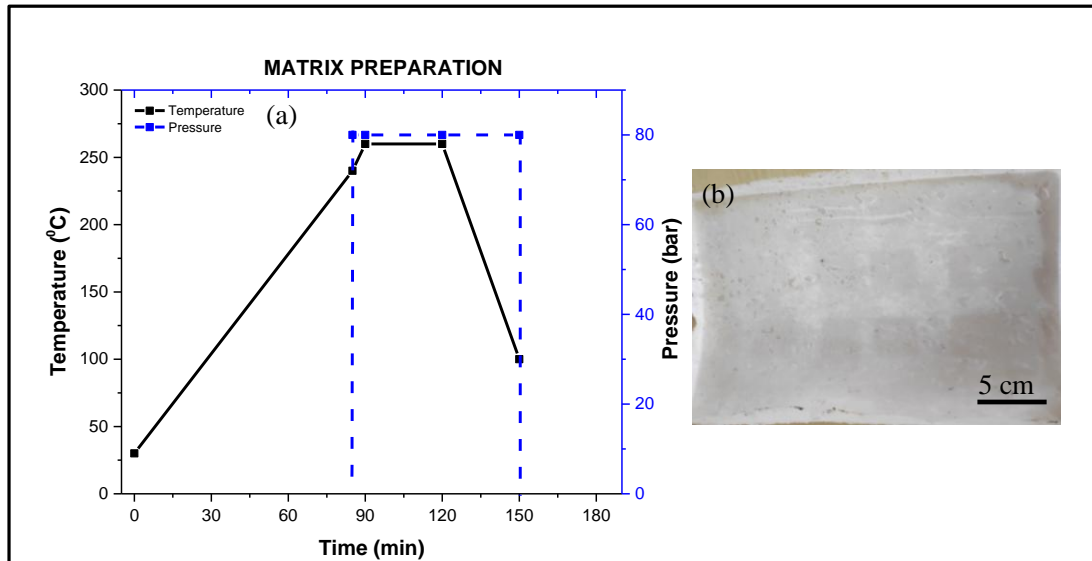 MATRIX PREPARATION
(a)
Temperature
Pressure
300
250
200
150
100
50
0
Temperature (⁰C)
0
30
60
90
120
150
180
Time (min)
80
60
40
20
0
Pressure (bar)
(b)
5 cm